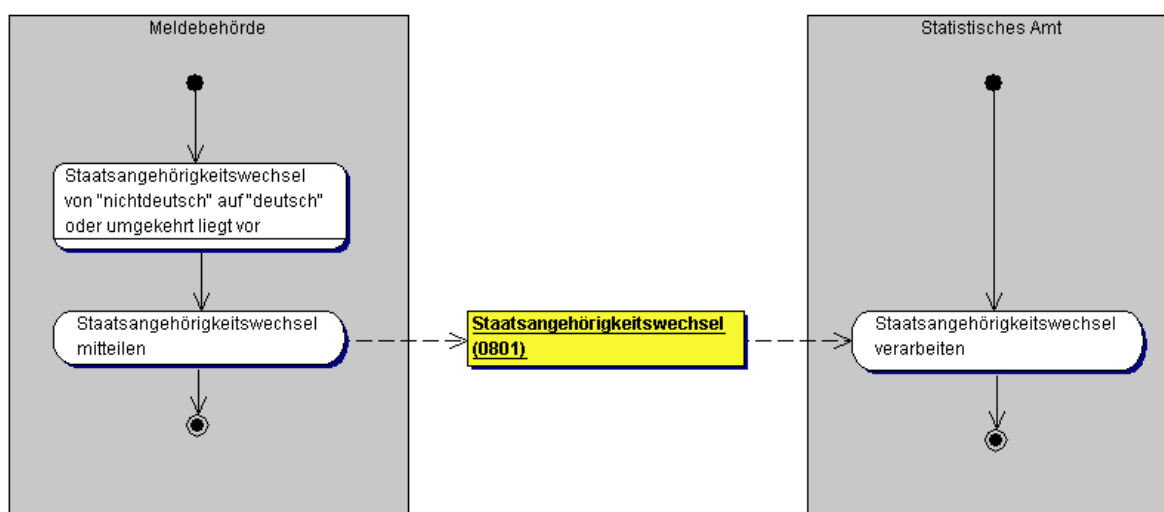 Meldebehörde
Statistisches Amt
Staatsangehörigkeitswechsel
von "nichtdeutsch" auf "deutsch"
oder umgekehrt liegt vor
Staatsangehörigkeitswechsel
mitteilen
Staatsangehörigkeitswechsel
(0801)
Staatsangehörigkeitswechsel
verarbeiten